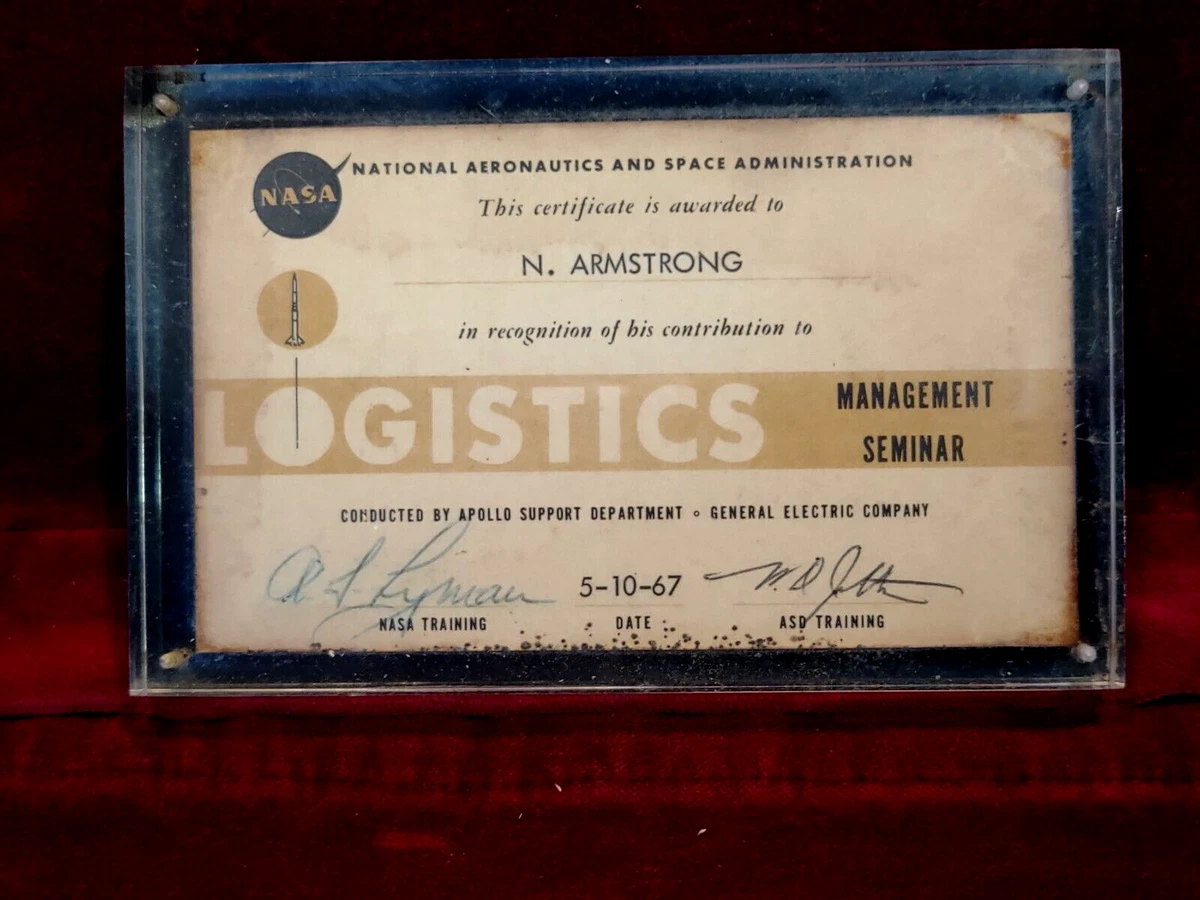 NASA
NATIONAL AERONAUTICS AND SPACE ADMINISTRATION
This certificate is awarded to
N. ARMSTRONG
in recognition of his contribution to
LOGISTICS
MANAGEMENT
SEMINAR
CONDUCTED BY APOLLO SUPPORT DEPARTMENT ∘ GENERAL ELECTRIC COMPANY
5-10-67
NASA TRAINING DATE ASD TRAINING